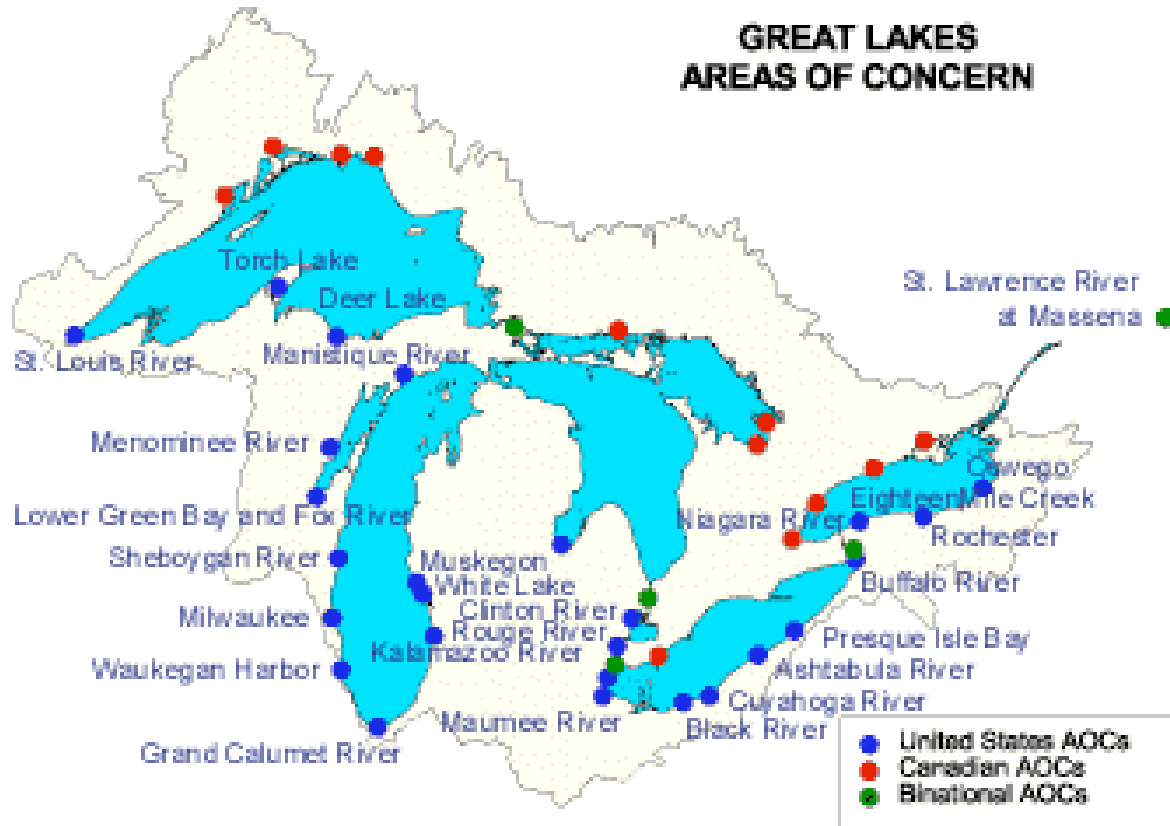 GREAT LAKES
AREAS OF CONCERN
Torch Lake
Deer Lake
St. Lawrence River
at Massena
St. Louis River
Manistique River
Menominee River
Oswego
EighteenMile Creek
Lower Green Bay and Fox River
Niagara River
Rochester
Sheboygan River
Muskegon
White Lake
Buffalo River
Clinton River
Milwaukee
Rouge River
Presque Isle Bay
Kalamazoo River
Waukegan Harbor
Ashtabula River
Cuyahoga River
Maumee River
Black River
Grand Calumet River
United States AOCs
Canadian AOCs
Binational AOCs